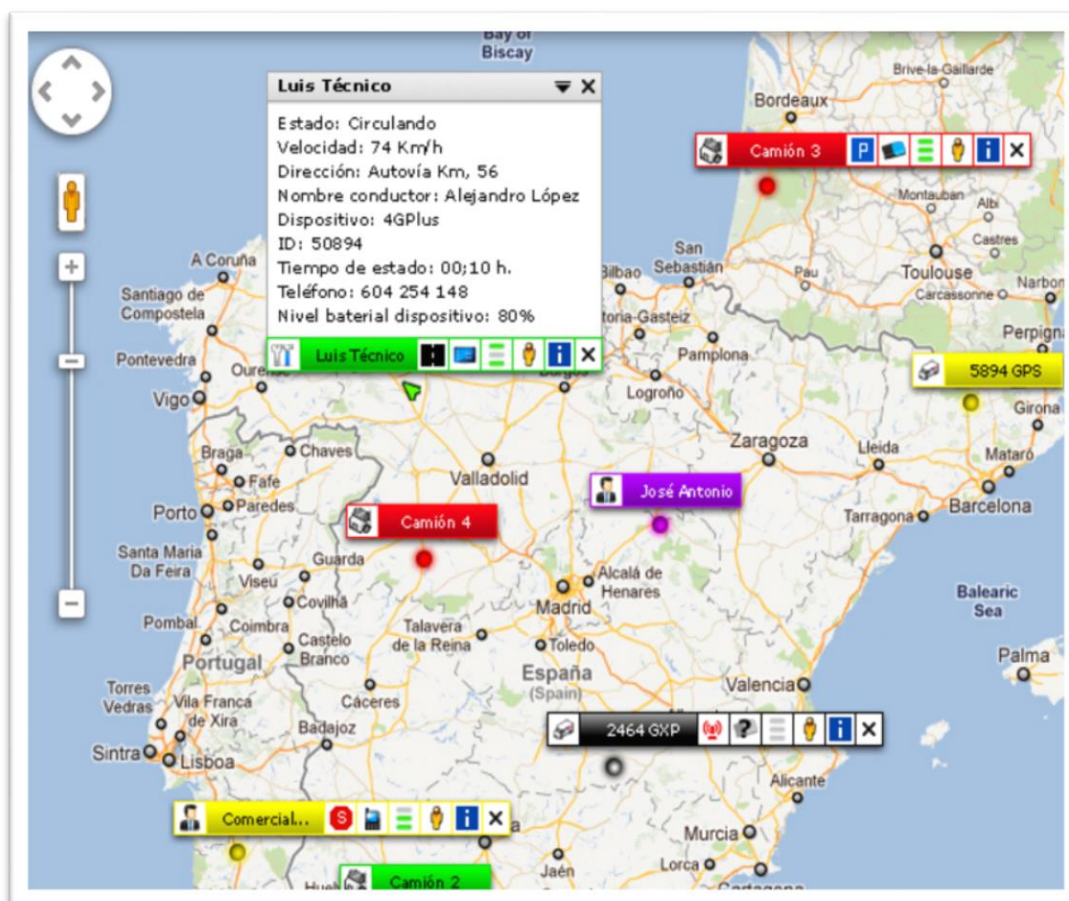 Bay of
Biscay
Brive-la-Gaillarde
Bordeaux
Luis Técnico
Estado: Circulando
Velocidad: 74 Km/h
Dirección: Autovía Km, 56
Nombre conductor: Alejandro López
Dispositivo: 4GPlus
ID: 50894
Tiempo de estado: 00;10 h.
Teléfono: 604 254 148
Nivel baterial dispositivo: 80%
Luis Técnico
Camión 3
P
i
Montauban
Albi
Castres
Toulouse
Carcassonne
Narbon
Perpign
Pau
San
Sebastián
Bilbao
toria-Gasteiz
Pamplona
Logroño
A Coruña
Santiago de
Compostela
Pontevedra
Vigo
5894 GPS
Girona
Mataró
Barcelona
Lleida
Tarragona
Zaragoza
Braga
Chaves
Fafe
Porto
Paredes
Valladolid
José Antonio
Camión 4
Santa Maria
Da Feira
Viseu
Guarda
Covilhã
Pombal
Coimbra
Castelo
Branco
Portugal
Talavera
de la Reina
Alcalá de
Henares
Madrid
Toledo
España
(Spain)
Balearic
Sea
Palma
Valencia
Torres
Vedras
Vila Franca
de Xira
Cáceres
Badajoz
Sintra
Lisboa
2464 GXP
?
i
Alicante
Comercial...
S
i
Murcia
Lorca
Cartagena
Jaén
Camión 2